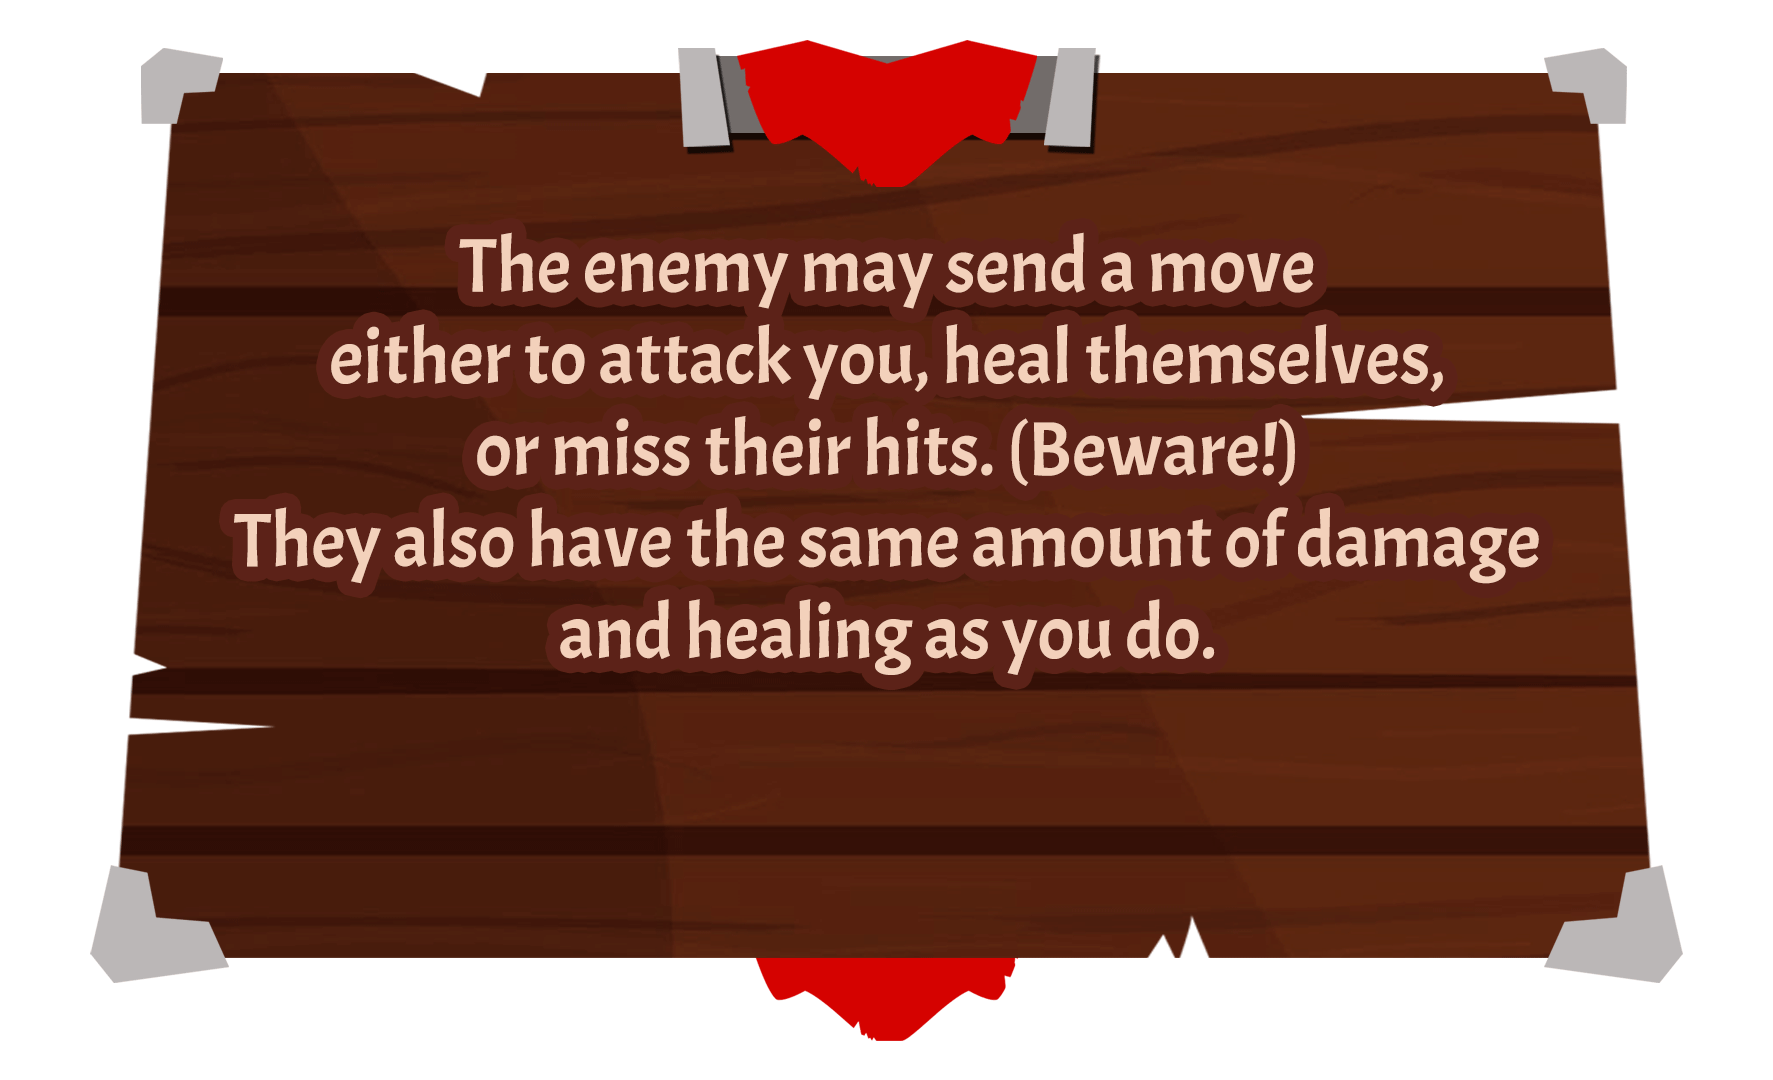 The enemy may send a move
either to attack you, heal themselves,
or miss their hits. (Beware!)
They also have the same amount of damage
and healing as you do.